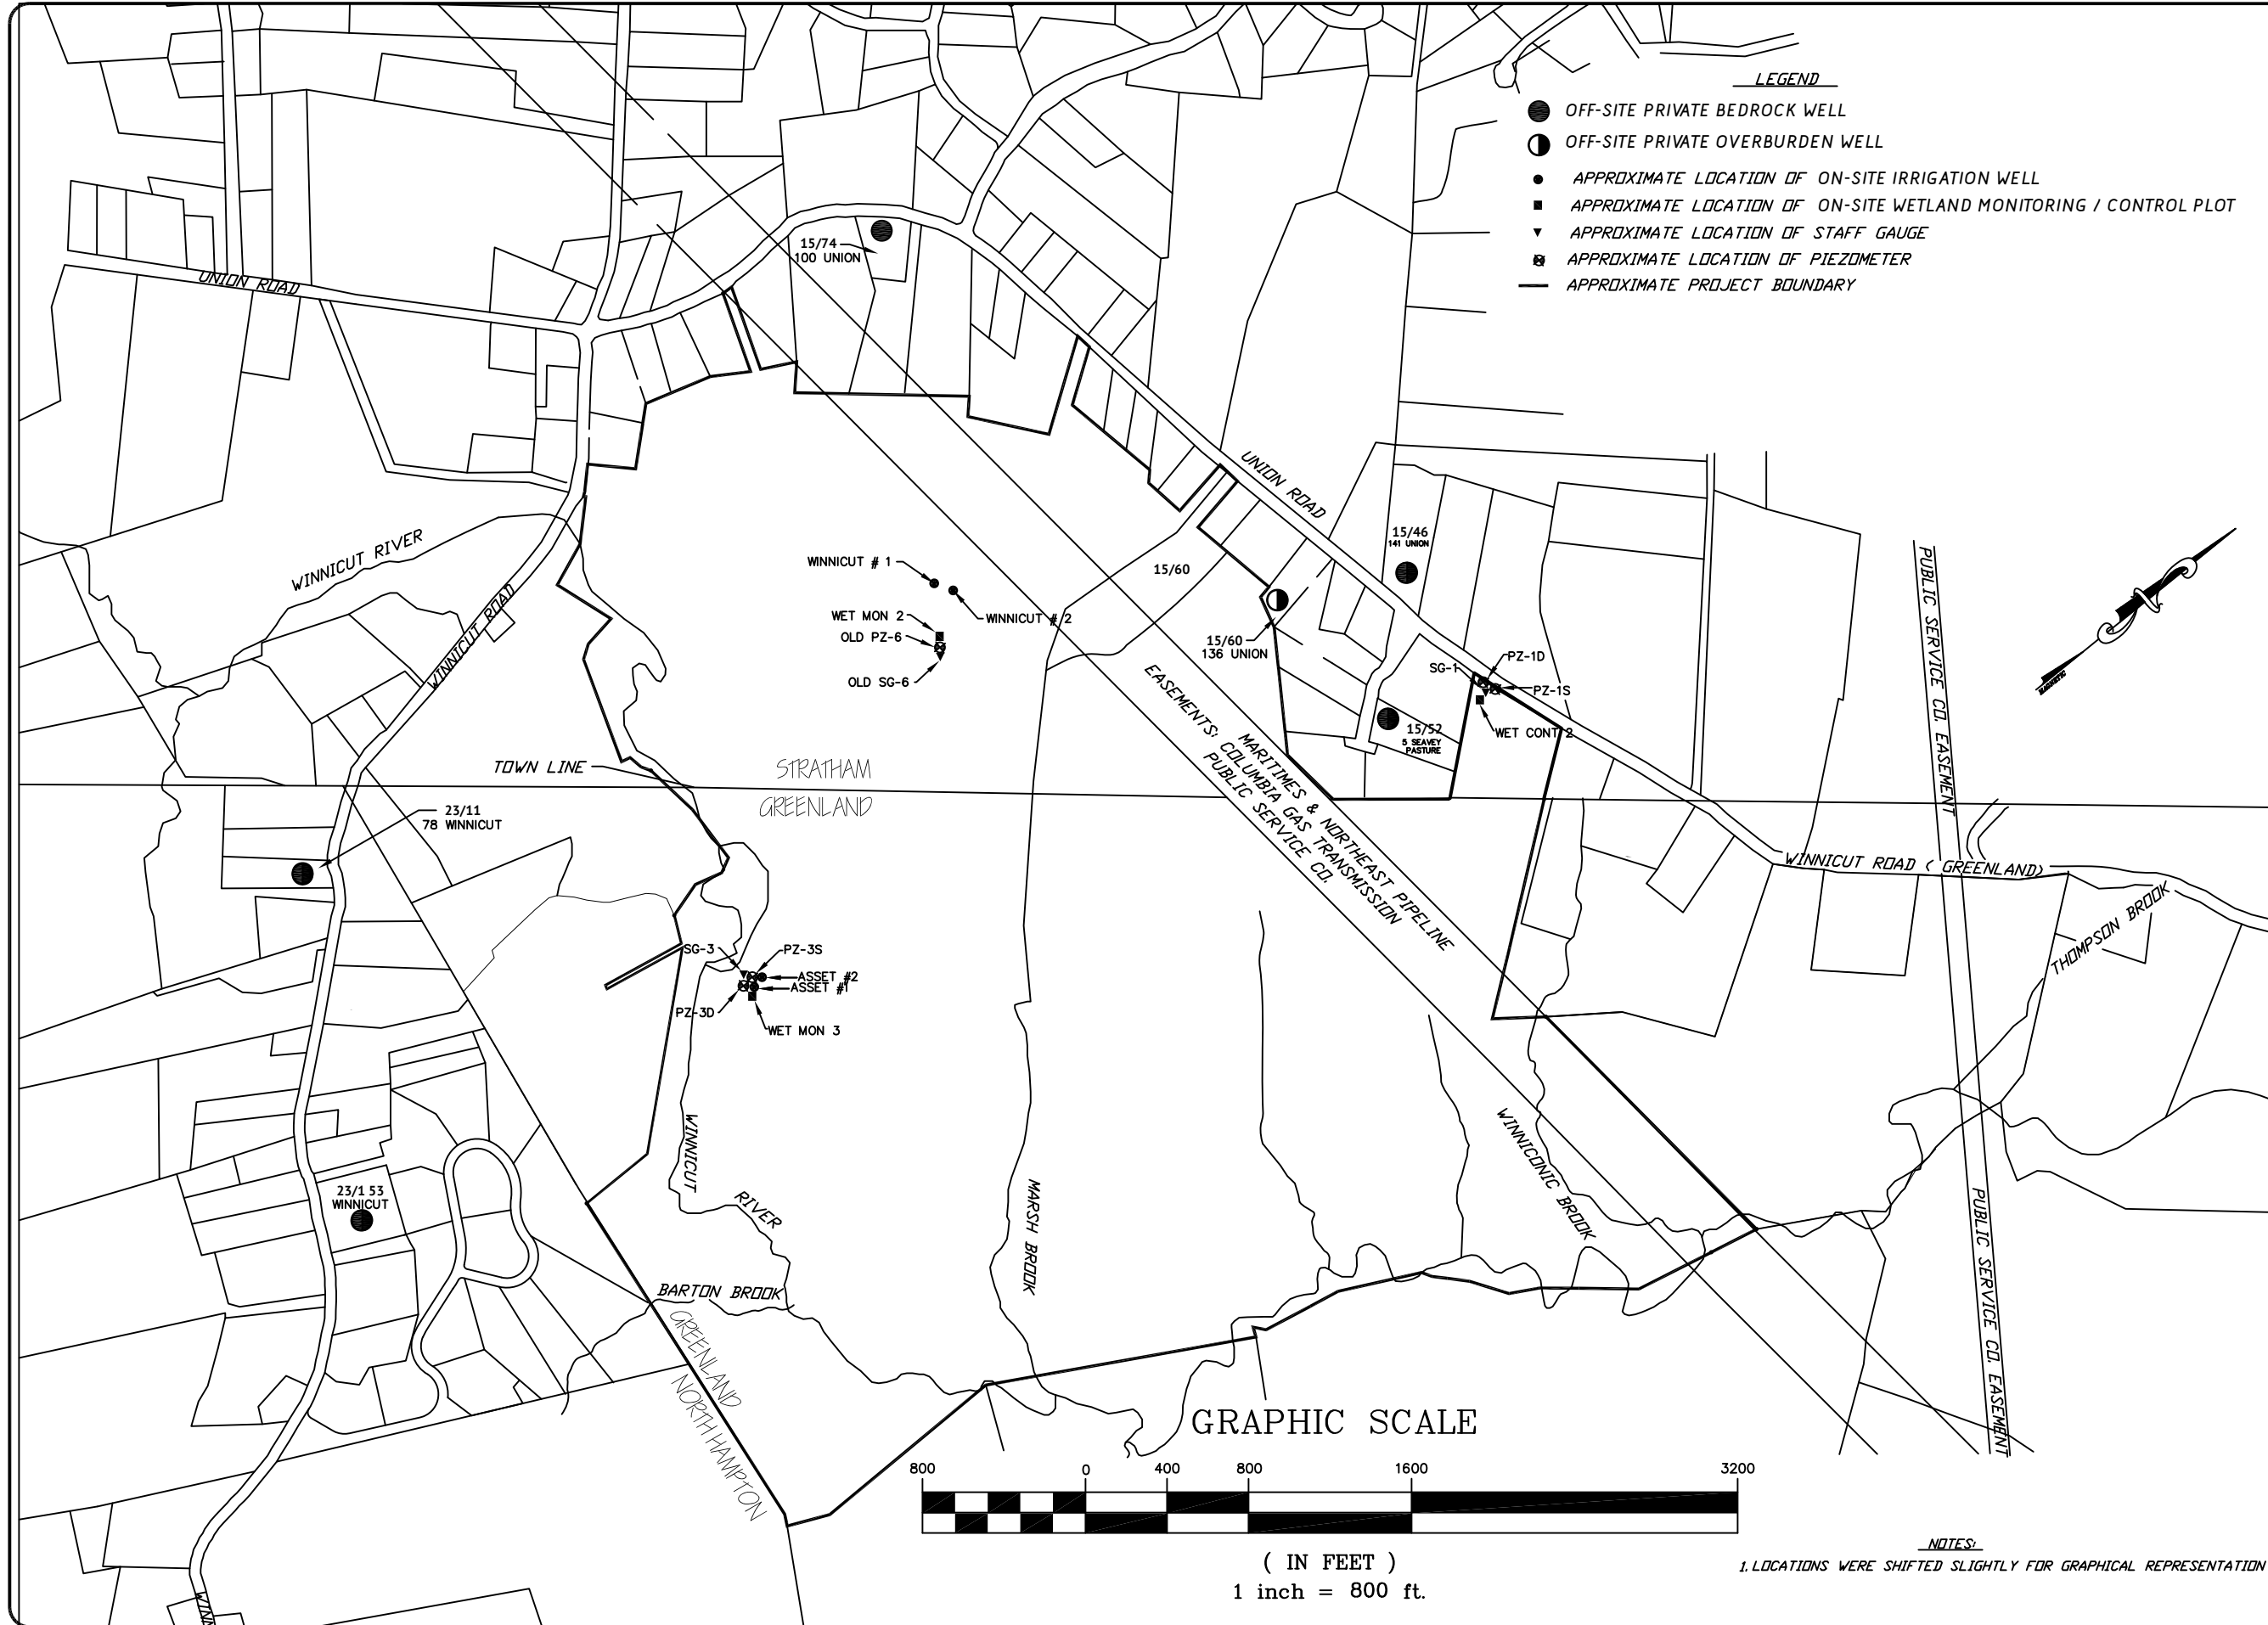 LEGEND
OFF-SITE PRIVATE BEDROCK WELL
OFF-SITE PRIVATE OVERBURDEN WELL
APPROXIMATE LOCATION OF ON-SITE IRRIGATION WELL
APPROXIMATE LOCATION OF ON-SITE WETLAND MONITORING / CONTROL PLOT
APPROXIMATE LOCATION OF STAFF GAUGE
APPROXIMATE LOCATION OF PIEZOMETER
APPROXIMATE PROJECT BOUNDARY
15/74
100 UNION
UNION ROAD
UNION ROAD
15/46
141 UNION
WINNICUT RIVER
WINNICUT ROAD
WINNICUT # 1
WINNICUT # 2
WET MON 2
OLD PZ-6
OLD SG-6
15/60
15/60
136 UNION
SG-1
PZ-1D
PZ-1S
WET CONT 2
15/52
5 SEAVEY
PASTURE
MAGNETIC
PUBLIC SERVICE CO. EASEMENT
EASEMENTS:
MARITIMES & NORTHEAST PIPELINE
COLUMBIA GAS TRANSMISSION
PUBLIC SERVICE CO.
TOWN LINE
STRATHAM
GREENLAND
23/11
78 WINNICUT
WINNICUT ROAD ( GREENLAND)
THOMPSON BROOK
SG-3
PZ-3S
ASSET #2
ASSET #1
PZ-3D
WET MON 3
WINNICUT
RIVER
MARSH BROOK
WINNICONIC BROOK
23/1 53
WINNICUT
BARTON BROOK
GREENLAND
NORTH HAMPTON
PUBLIC SERVICE CO. EASEMENT
GRAPHIC SCALE
800 0 400 800 1600 3200
( IN FEET )
1 inch = 800 ft.
NOTES:
1. LOCATIONS WERE SHIFTED SLIGHTLY FOR GRAPHICAL REPRESENTATION
WINN